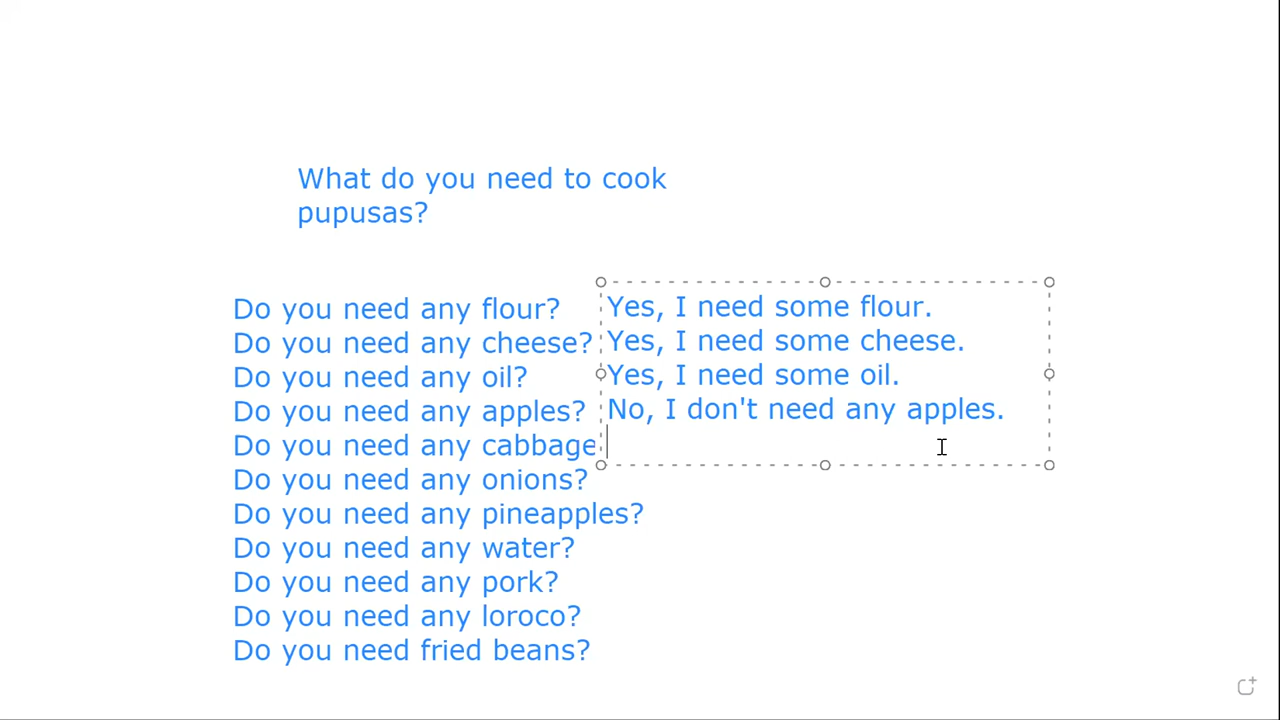 What do you need to cook
pupusas?
Do you need any flour?
Do you need any cheese?
Do you need any oil?
Do you need any apples?
Do you need any cabbage
Do you need any onions?
Do you need any pineapples?
Do you need any water?
Do you need any pork?
Do you need any loroco?
Do you need fried beans?
Yes, I need some flour.
Yes, I need some cheese.
Yes, I need some oil.
No, I don't need any apples.